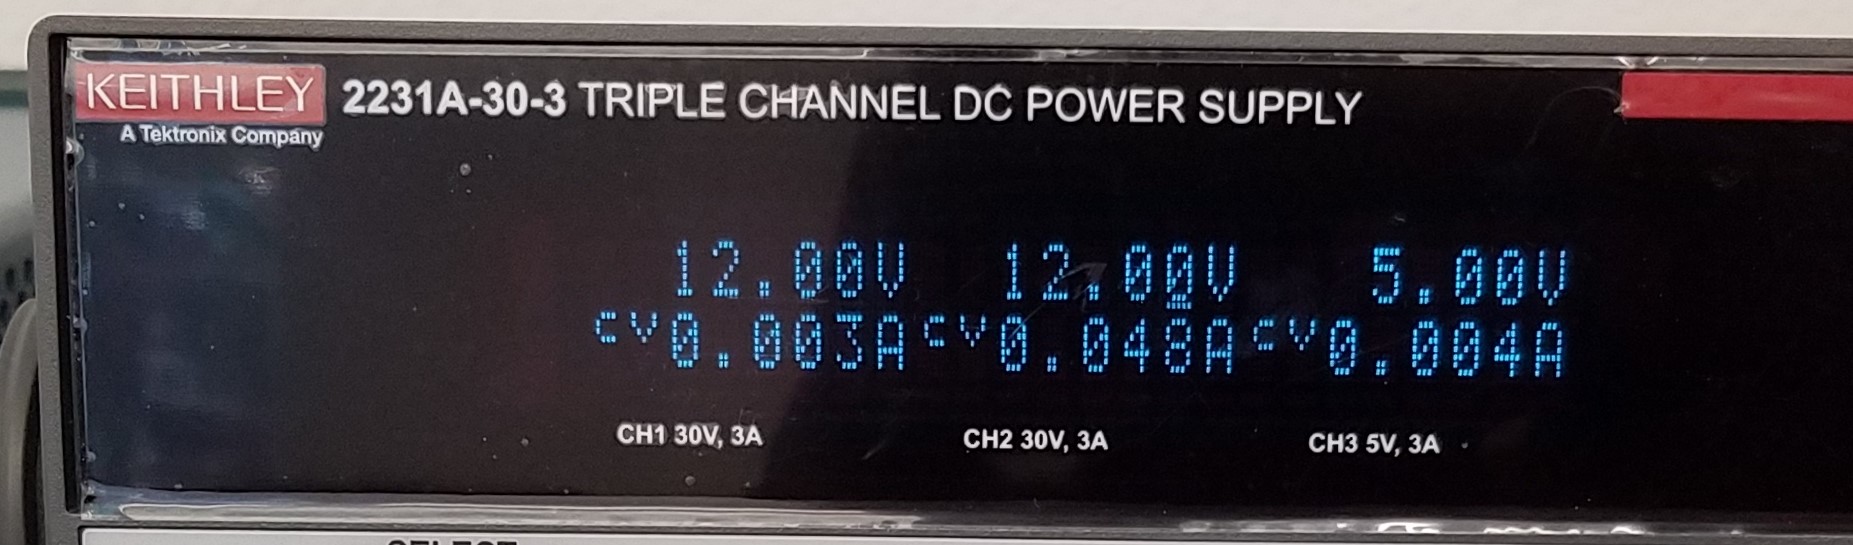 KEITHLEY
A Tektronix Company
2231A-30-3 TRIPLE CHANNEL DC POWER SUPPLY
12.00V 12.00V 5.00V
CV0.003A CV0.048A CV0.004A
CH1 30V, 3A CH2 30V, 3A CH3 5V, 3A